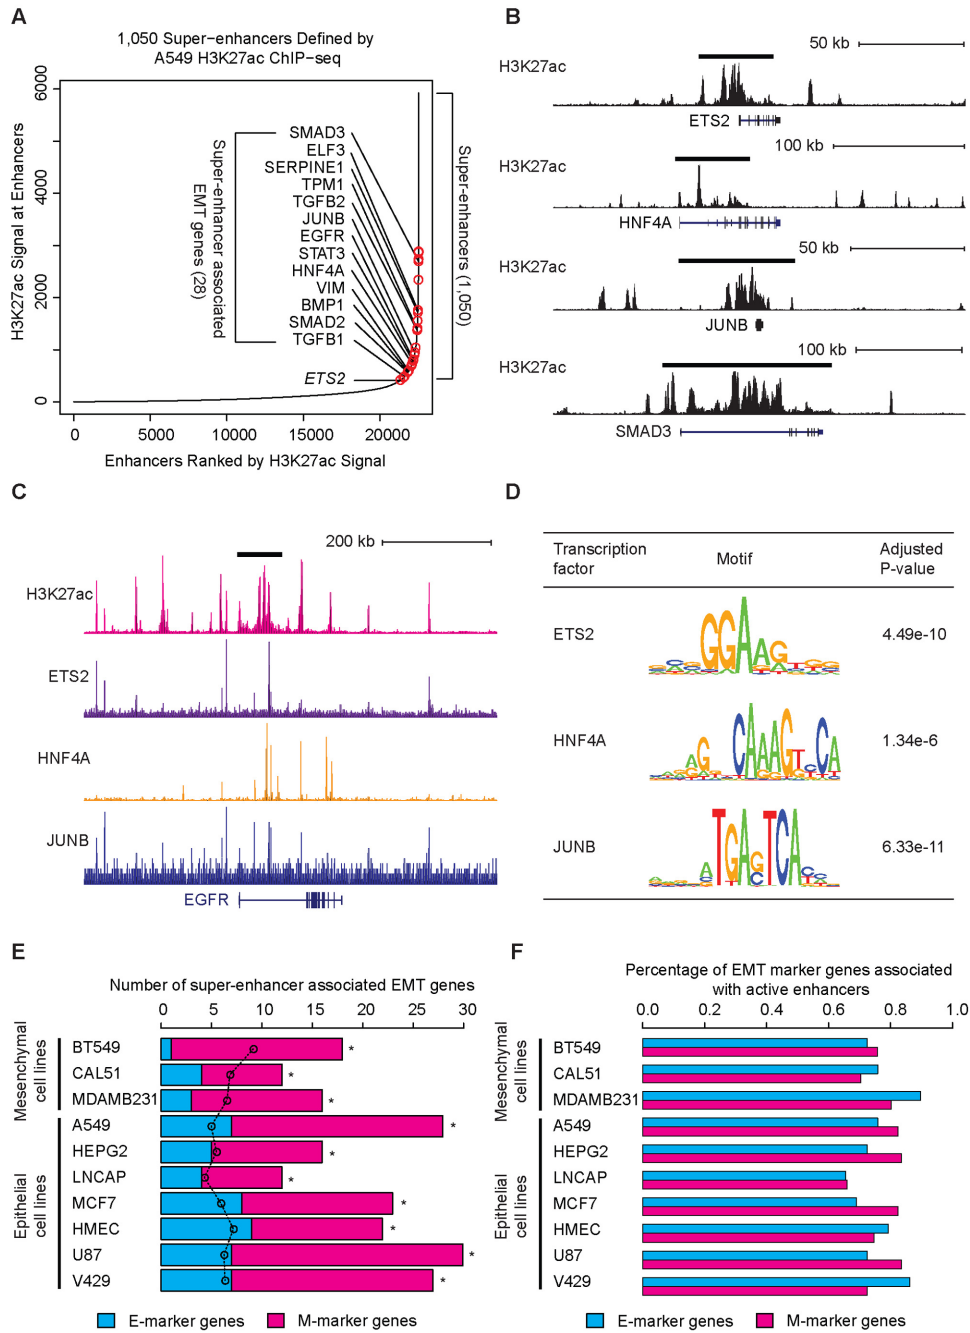 A
1,050 Super-enhancers Defined by
A549 H3K27ac ChIP-seq
H3K27ac Signal at Enhancers
6000
4000
2000
0
Super-enhancer associated
EMT genes (28)
SMAD3
ELF3
SERPINE1
TPM1
TGFB2
JUNB
EGFR
STAT3
HNF4A
VIM
BMP1
SMAD2
TGFB1
ETS2
Super-enhancers (1,050)
0 5000 10000 15000 20000
Enhancers Ranked by H3K27ac Signal
B
50 kb
H3K27ac
ETS2
100 kb
H3K27ac
HNF4A
50 kb
H3K27ac
JUNB
100 kb
H3K27ac
SMAD3
C
200 kb
H3K27ac
ETS2
HNF4A
JUNB
EGFR
D
Transcription factor Motif Adjusted P-value
ETS2 4.49e-10
HNF4A 1.34e-6
JUNB 6.33e-11
E
Number of super-enhancer associated EMT genes
0 5 10 15 20 25 30
Mesenchymal
cell lines
BT549 *
CAL51 *
MDAMB231 *
Epithelial
cell lines
A549 *
HEPG2 *
LNCAP *
MCF7 *
HMEC *
U87 *
V429 *
E-marker genes M-marker genes
F
Percentage of EMT marker genes associated
with active enhancers
0.0 0.2 0.4 0.6 0.8 1.0
Mesenchymal
cell lines
BT549
CAL51
MDAMB231
Epithelial
cell lines
A549
HEPG2
LNCAP
MCF7
HMEC
U87
V429
E-marker genes M-marker genes